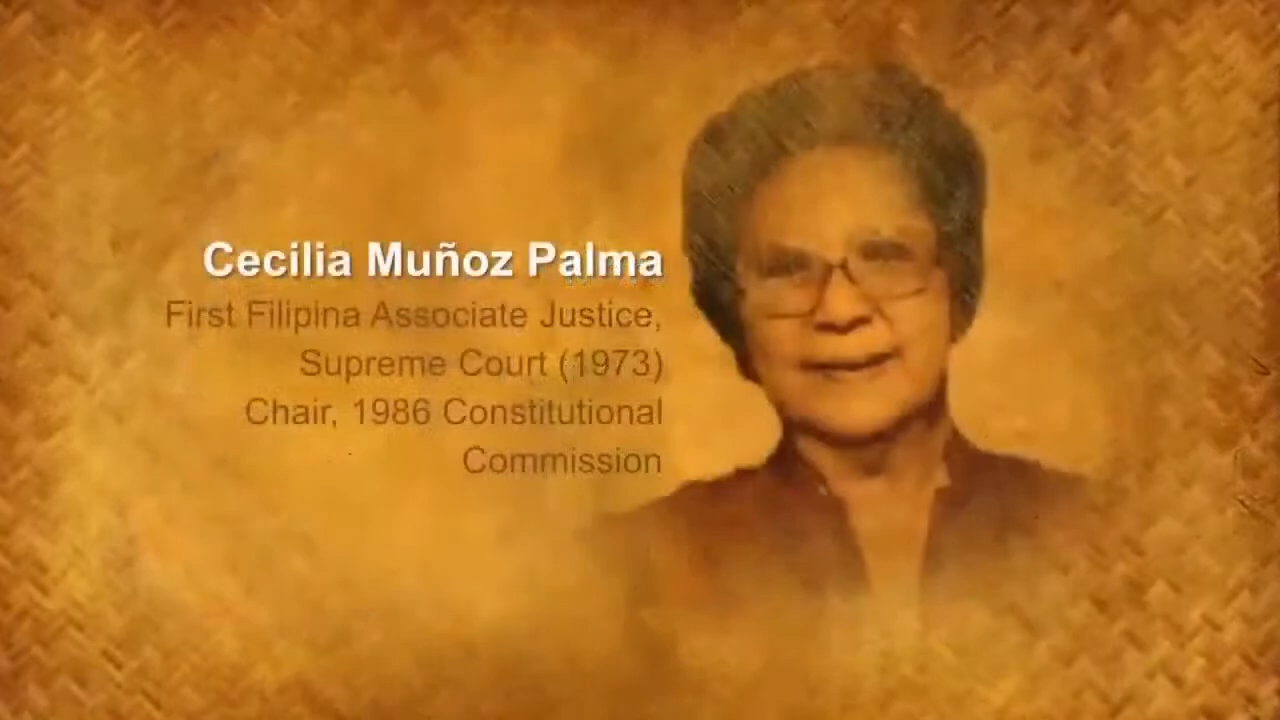 Cecilia Muñoz Palma
First Filipina Associate Justice,
Supreme Court (1973)
Chair, 1986 Constitutional
Commission